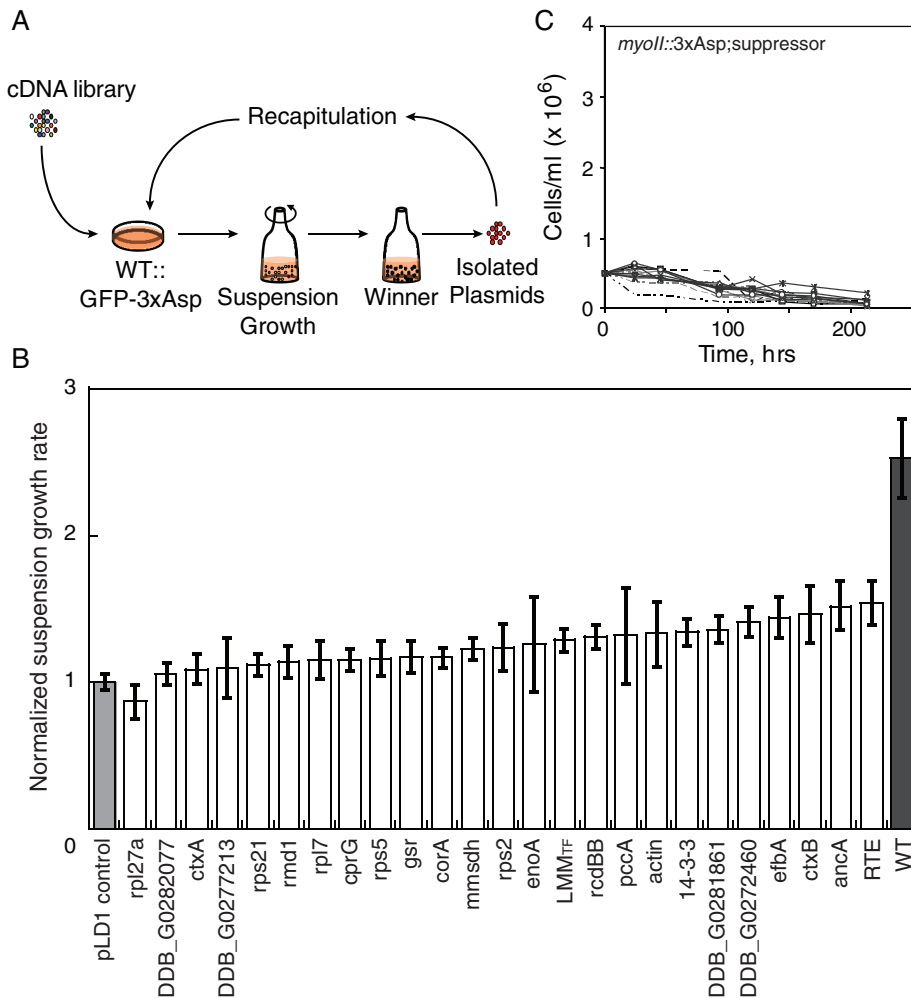 A
cDNA library
Recapitulation
WT::
GFP-3xAsp
Suspension
Growth
Winner
Isolated
Plasmids
C
myoII::3xAsp;suppressor
Cells/ml (x 10^6)
4
3
2
1
0
0
100
200
Time, hrs
B
Normalized suspension growth rate
3
2
1
0
pLD1 control
rpl27a
DDB_G0282077
ctxA
DDB_G0277213
rps21
rmd1
rpl7
cprG
rps5
gsr
corA
mmsdh
rps2
enoA
LMMTF
rcdBB
pccA
actin
14-3-3
DDB_G0281861
DDB_G0272460
efbA
ctxB
ancA
RTE
WT